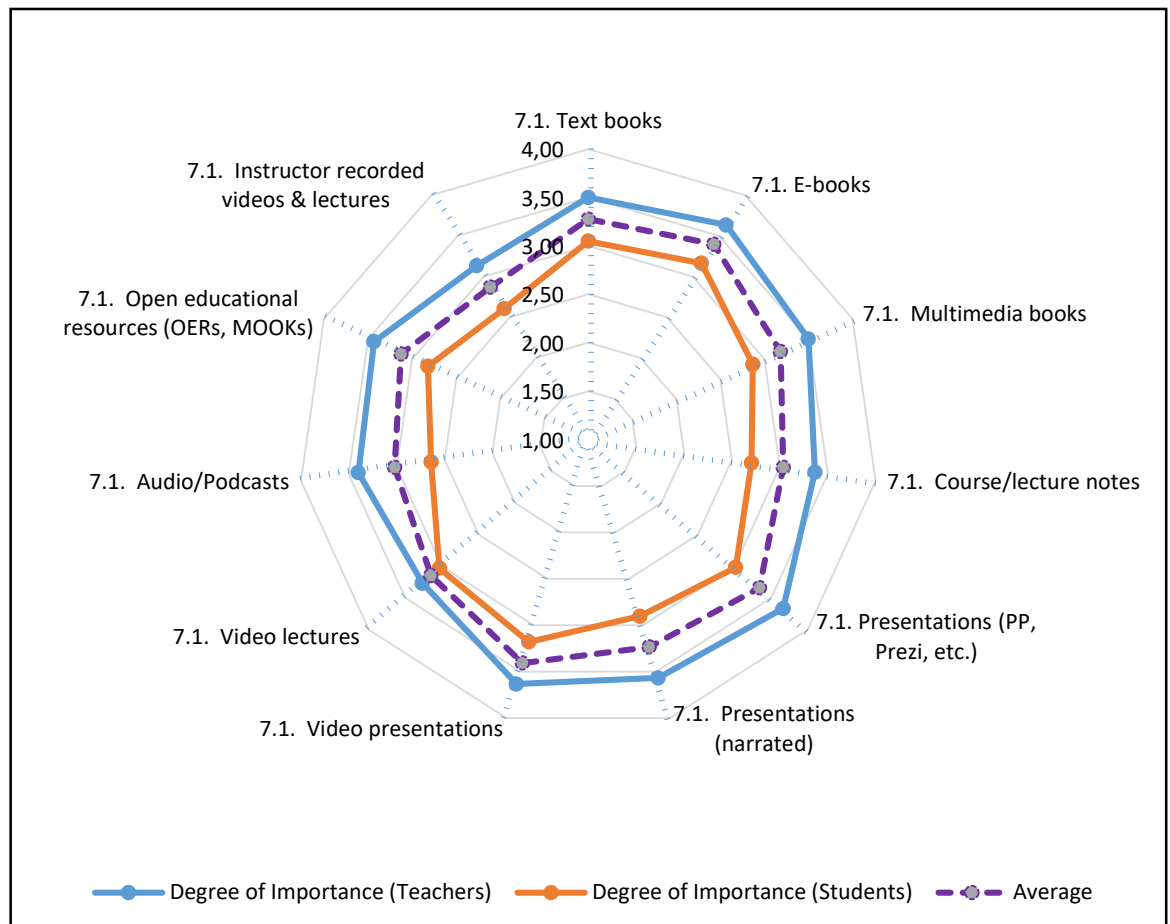 7.1. Text books
7.1. E-books
7.1.  Multimedia books
7.1.  Course/lecture notes
7.1. Presentations (PP,
Prezi, etc.)
7.1.  Presentations
(narrated)
7.1.  Video presentations
7.1.  Video lectures
7.1.  Audio/Podcasts
7.1.  Open educational
resources (OERs, MOOKs)
7.1.  Instructor recorded
videos & lectures
4,00
3,50
3,00
2,50
2,00
1,50
1,00
Degree of Importance (Teachers)
Degree of Importance (Students)
Average